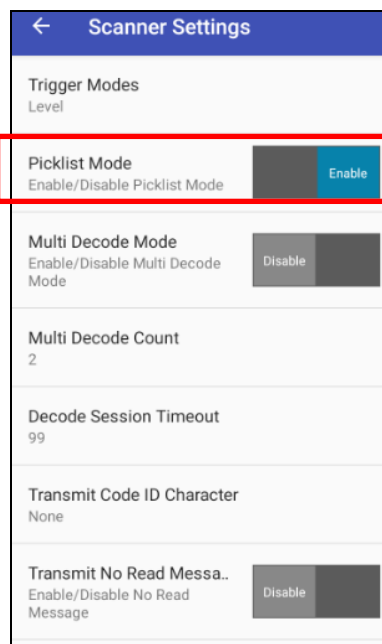 Scanner Settings
Trigger Modes
Level
Picklist Mode
Enable/Disable Picklist Mode
Enable
Multi Decode Mode
Enable/Disable Multi Decode
Mode
Disable
Multi Decode Count
2
Decode Session Timeout
99
Transmit Code ID Character
None
Transmit No Read Messa..
Enable/Disable No Read
Message
Disable